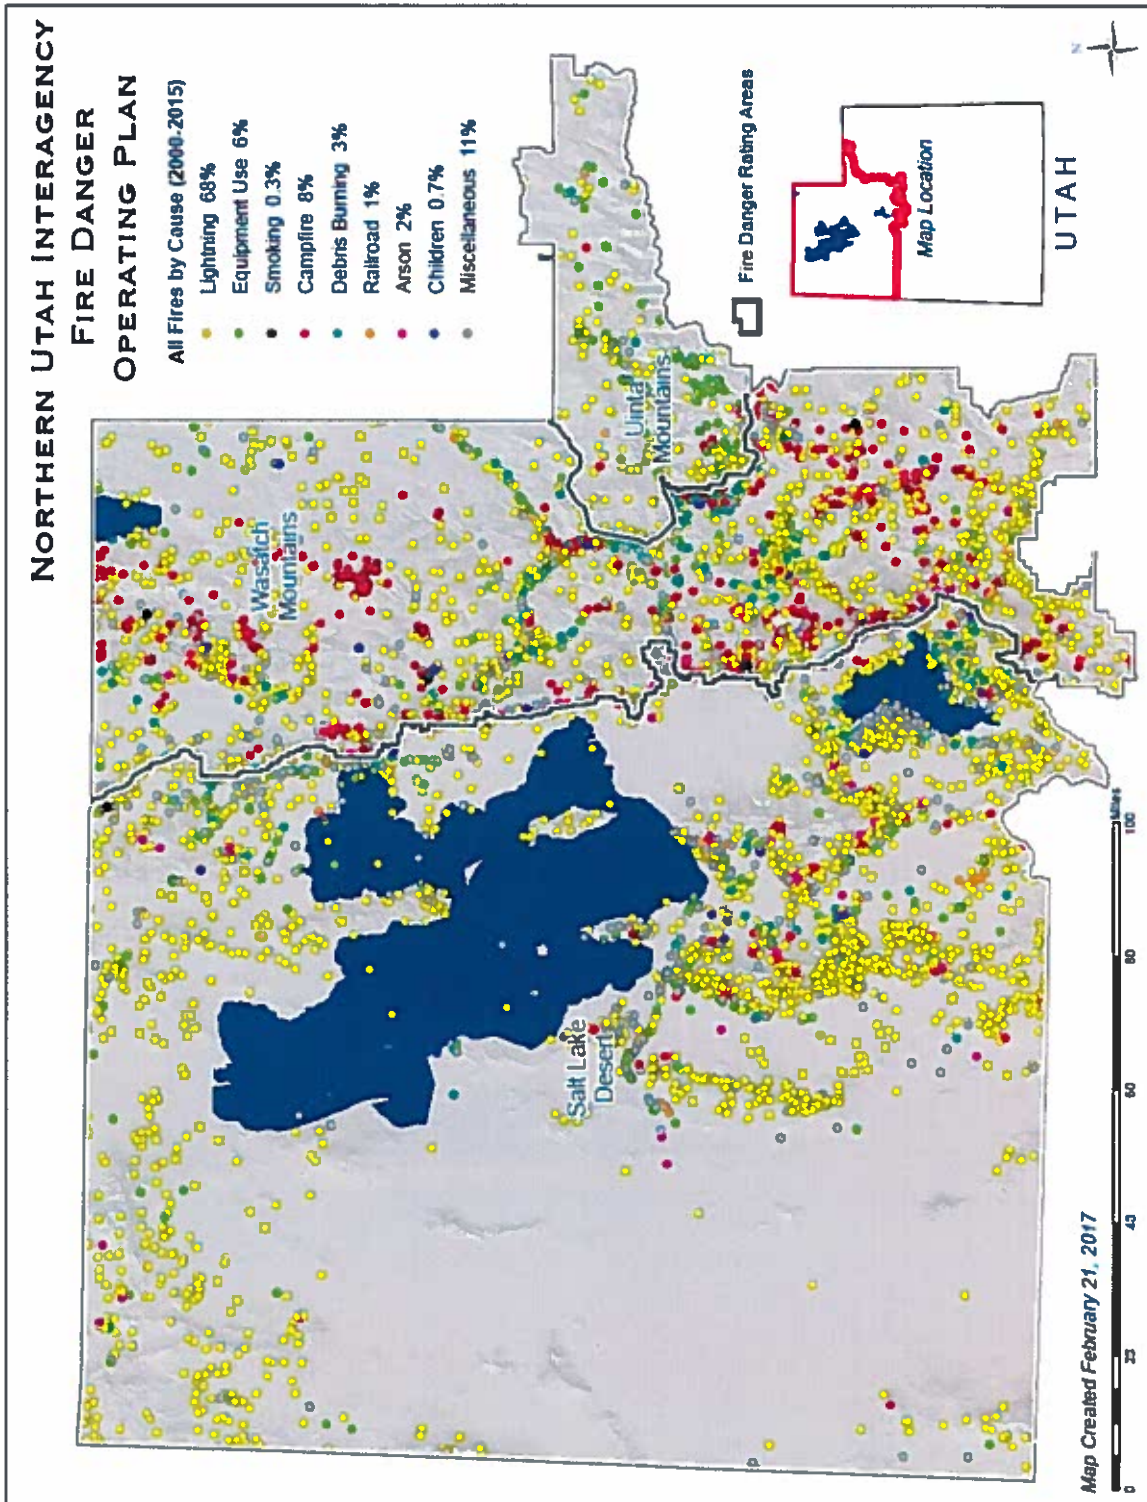 NORTHERN UTAH INTERAGENCY
FIRE DANGER
OPERATING PLAN
All Fires by Cause (2000-2015)
Lightning 68%
Equipment Use 6%
Smoking 0.3%
Campfire 8%
Debris Burning 3%
Railroad 1%
Arson 2%
Children 0.7%
Miscellaneous 11%
Wasatch
Mountains
Uinta
Mountains
Salt Lake
Desert
Fire Danger Rating Areas
N
Map Location
UTAH
Map Created February 21, 2017
0 23 43 60 80 100
Miles